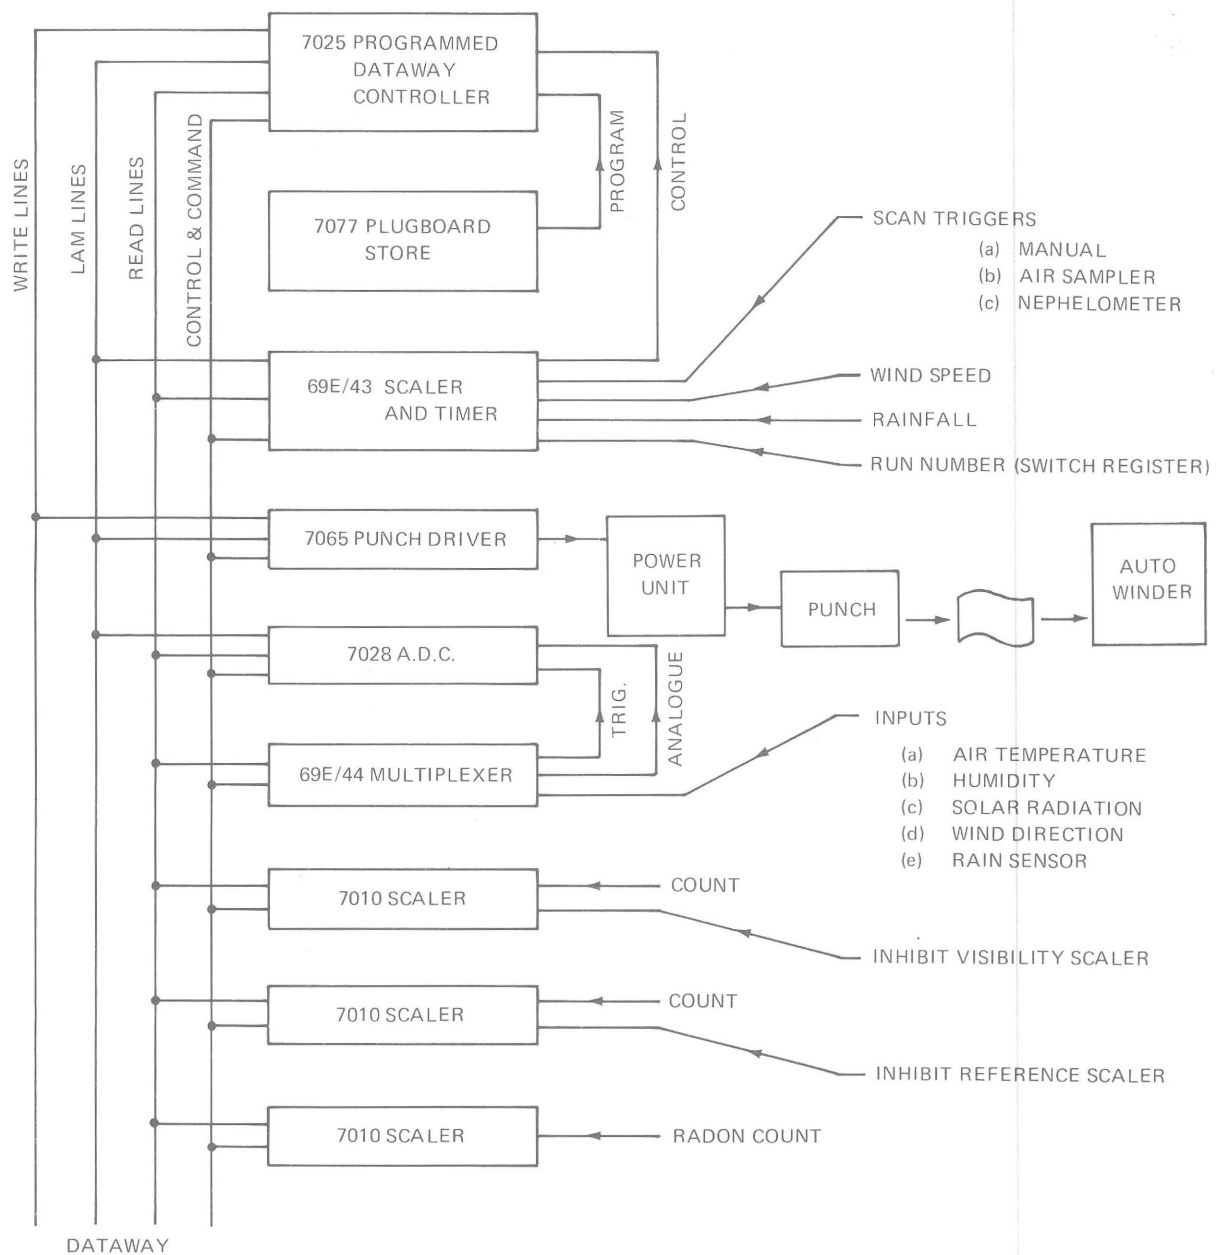 7025 PROGRAMMED
DATAWAY
CONTROLLER
WRITE LINES
LAM LINES
READ LINES
CONTROL & COMMAND
PROGRAM
CONTROL
7077 PLUGBOARD
STORE
SCAN TRIGGERS
(a) MANUAL
(b) AIR SAMPLER
(c) NEPHELOMETER
69E/43 SCALER
AND TIMER
WIND SPEED
RAINFALL
RUN NUMBER (SWITCH REGISTER)
7065 PUNCH DRIVER
POWER
UNIT
PUNCH
AUTO
WINDER
7028 A.D.C.
TRIG.
ANALOGUE
69E/44 MULTIPLEXER
INPUTS
(a) AIR TEMPERATURE
(b) HUMIDITY
(c) SOLAR RADIATION
(d) WIND DIRECTION
(e) RAIN SENSOR
7010 SCALER
COUNT
INHIBIT VISIBILITY SCALER
7010 SCALER
COUNT
INHIBIT REFERENCE SCALER
7010 SCALER
RADON COUNT
DATAWAY